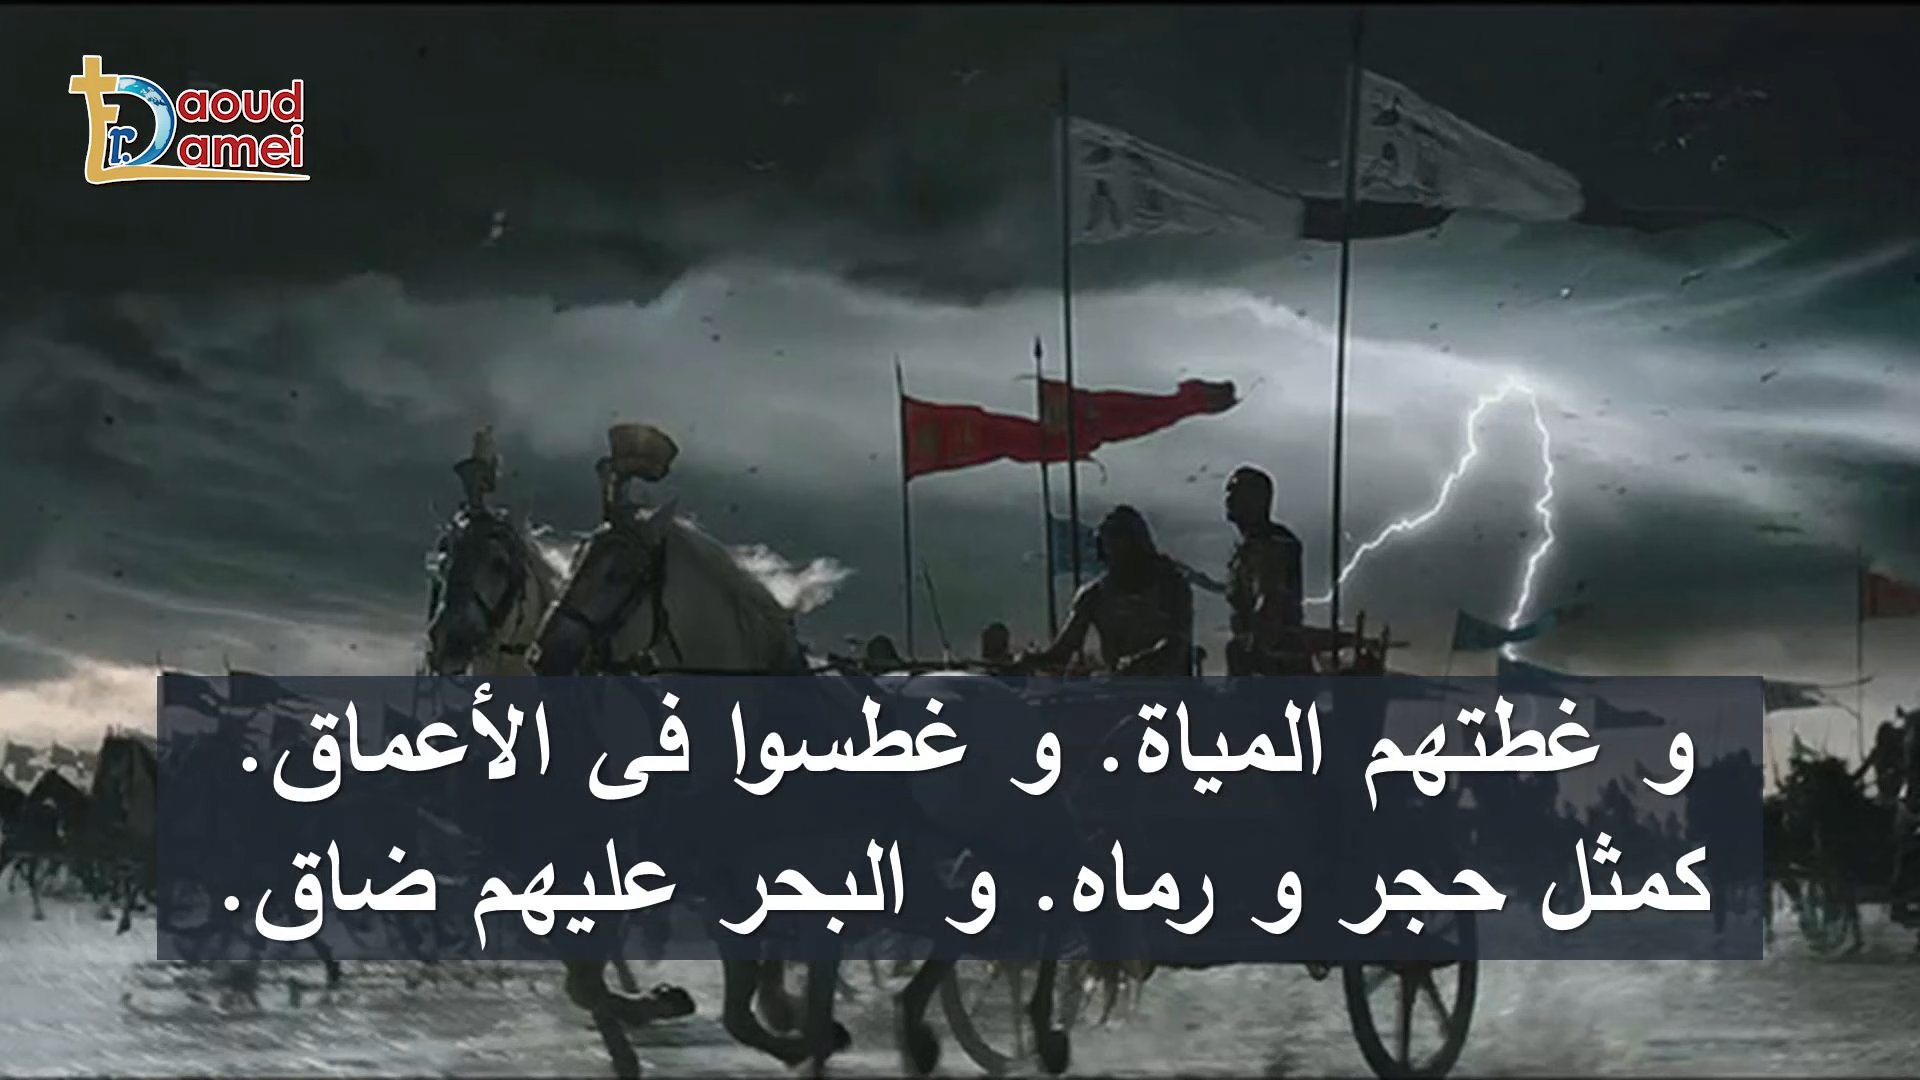 Fr. Daoud Lamei
و غطتهم المياة. و غطسوا فى الأعماق.
كمثل حجر و رماه. و البحر عليهم ضاق.